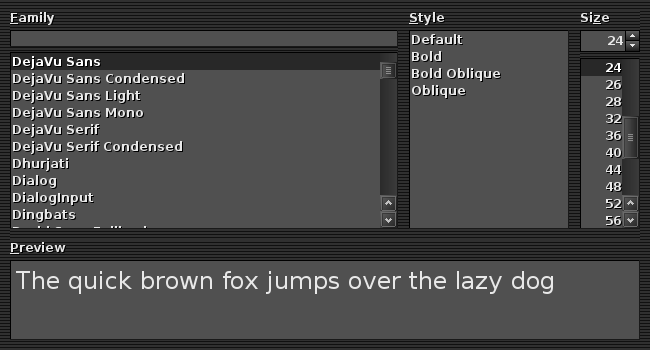 Family
Style
Size
24
DejaVu Sans
DejaVu Sans Condensed
DejaVu Sans Light
DejaVu Sans Mono
DejaVu Serif
DejaVu Serif Condensed
Dhurjati
Dialog
DialogInput
Dingbats
Default
Bold
Bold Oblique
Oblique
24
26
28
32
36
40
44
48
52
56
Preview
The quick brown fox jumps over the lazy dog